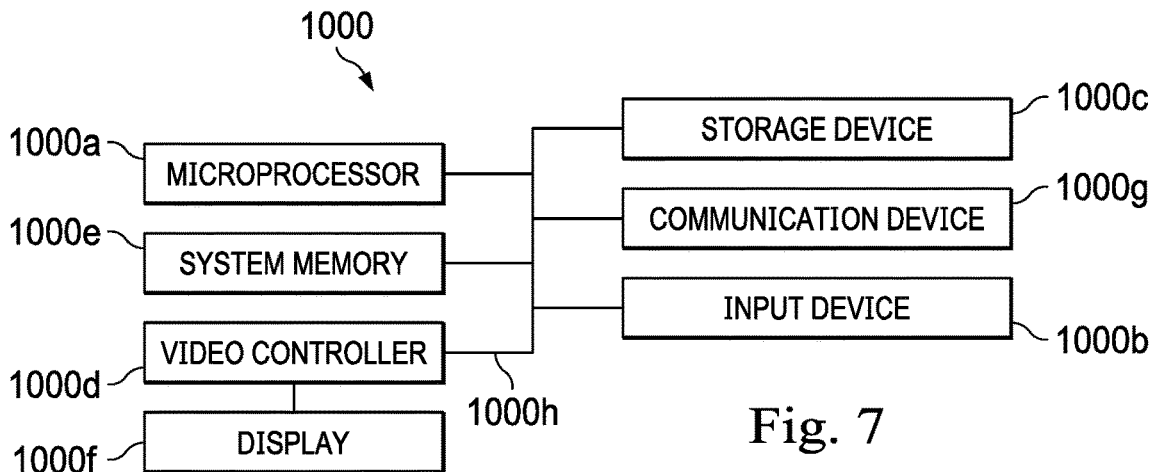 1000
1000a
MICROPROCESSOR
1000e
SYSTEM MEMORY
VIDEO CONTROLLER
1000d
1000h
DISPLAY
1000f
STORAGE DEVICE
1000c
COMMUNICATION DEVICE
1000g
INPUT DEVICE
1000b
Fig. 7